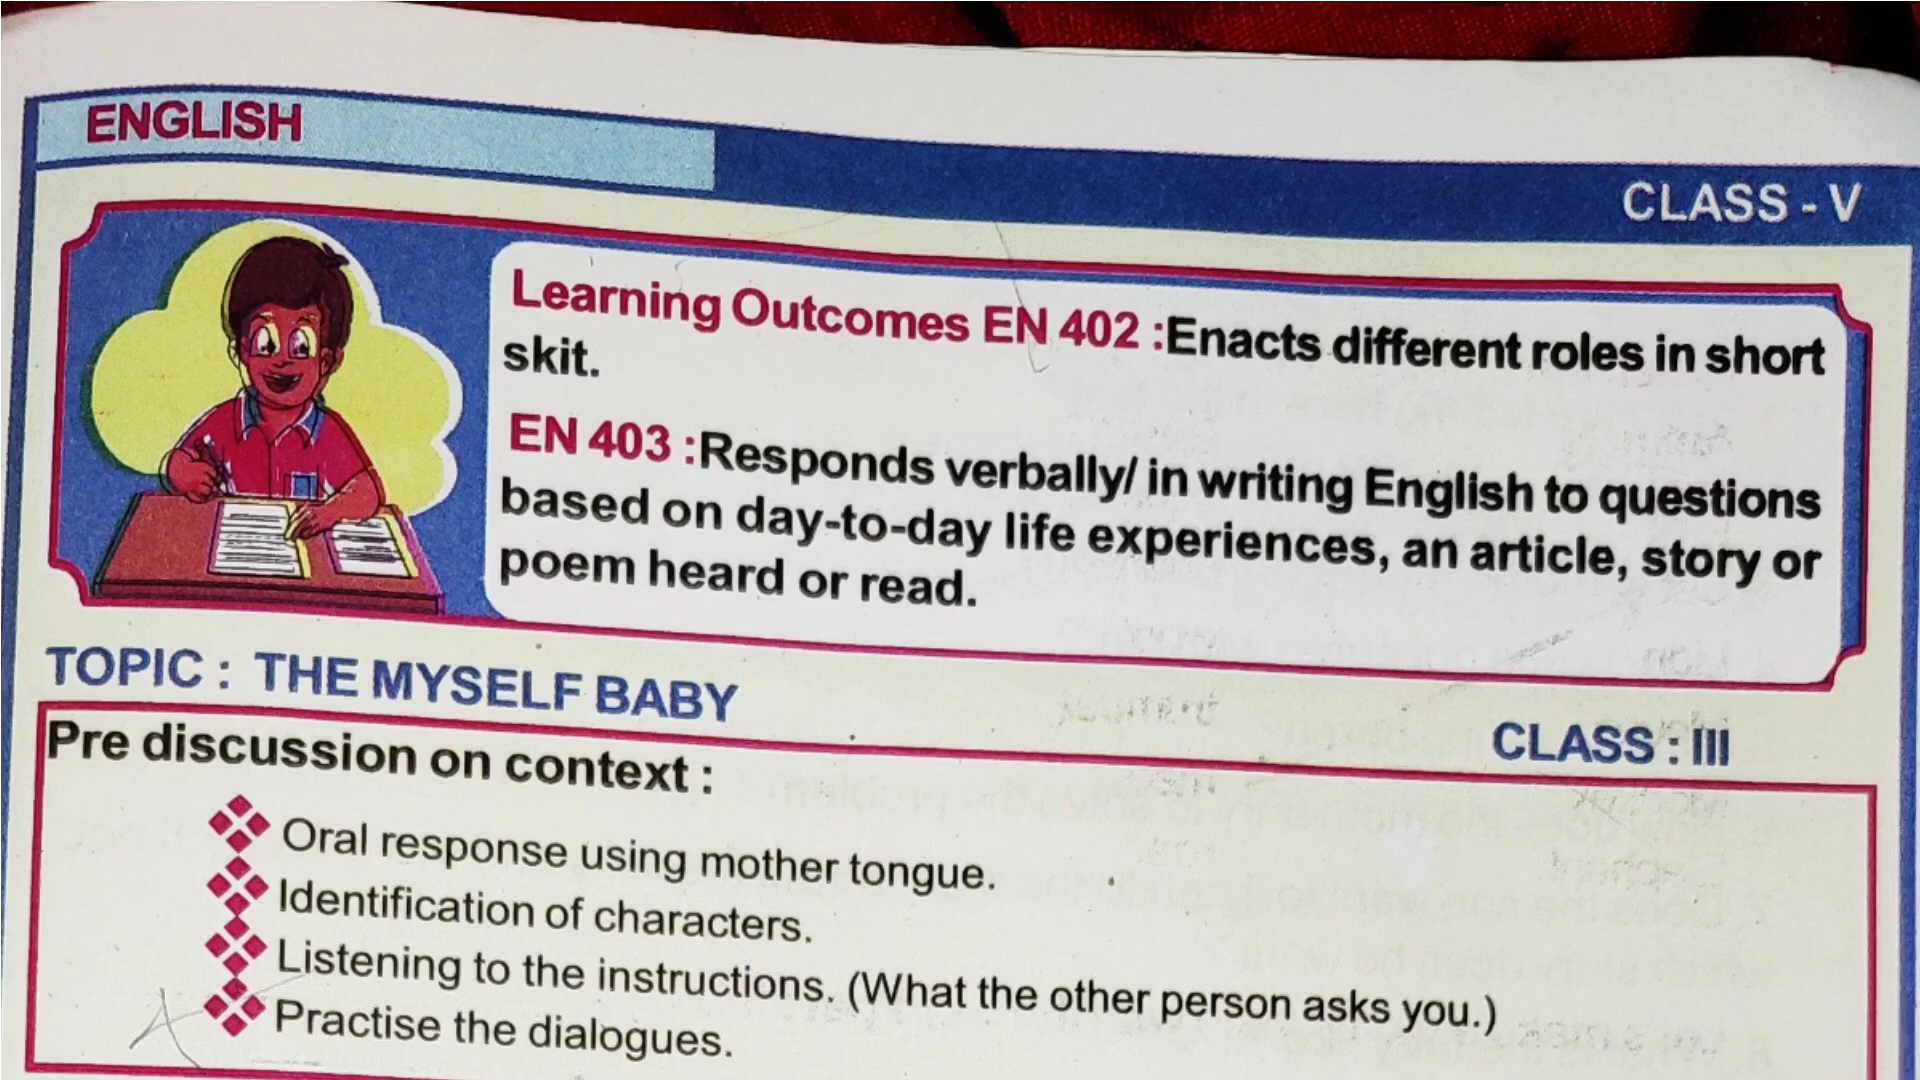 ENGLISH
CLASS - V
Learning Outcomes EN 402 :Enacts different roles in short
skit.
EN 403 :Responds verbally/ in writing English to questions
based on day-to-day life experiences, an article, story or
poem heard or read.
TOPIC : THE MYSELF BABY
CLASS : III
Pre discussion on context :
Oral response using mother tongue.
Identification of characters.
Listening to the instructions. (What the other person asks you.)
Practise the dialogues.